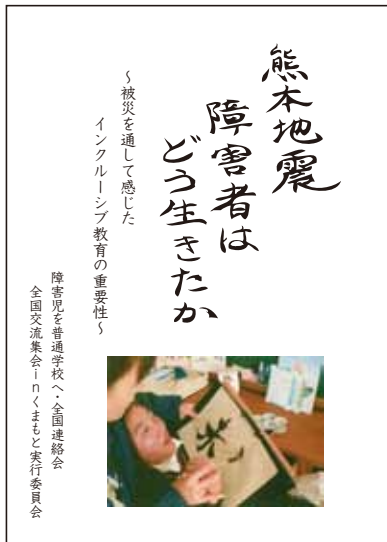 熊本地震
障害者は
どう生きたか
～被災を通して感じた
インクルーシブ教育の重要性～
障害児を普通学校へ・全国連絡会
全国交流集会inくまもと実行委員会